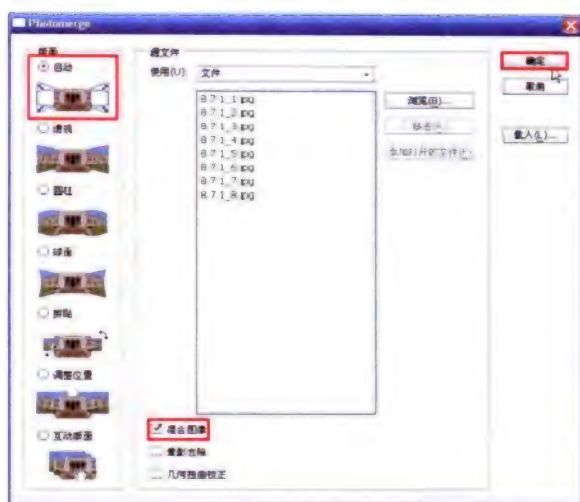 Photomerge
版面
源文件
自动
使用(U)
文件
确定
取消
8.7.1_1.jpg
8.7.1_2.jpg
8.7.1_3.jpg
8.7.1_4.jpg
8.7.1_5.jpg
8.7.1_6.jpg
8.7.1_7.jpg
8.7.1_8.jpg
浏览(B)...
移去(R)
添加打开的文件(F)
载入(L)...
透视
圆柱
球面
拼贴
调整位置
互动版面
混合图像
晕影去除
几何扭曲校正